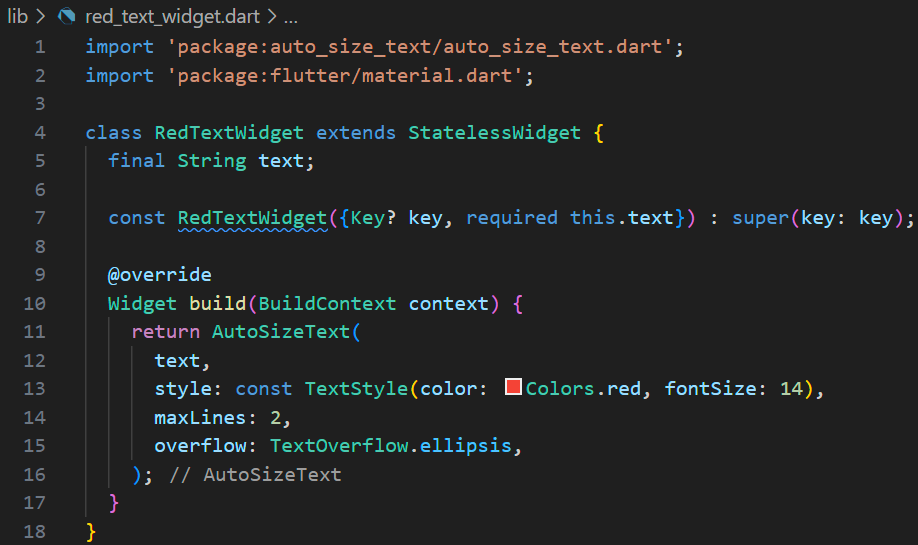 lib > red_text_widget.dart > ...
1 import 'package:auto_size_text/auto_size_text.dart';
2 import 'package:flutter/material.dart';
3
4 class RedTextWidget extends StatelessWidget {
5   final String text;
6
7   const RedTextWidget({Key? key, required this.text}) : super(key: key);
8
9   @override
10   Widget build(BuildContext context) {
11     return AutoSizeText(
12       text,
13       style: const TextStyle(color: Colors.red, fontSize: 14),
14       maxLines: 2,
15       overflow: TextOverflow.ellipsis,
16     ); // AutoSizeText
17   }
18 }